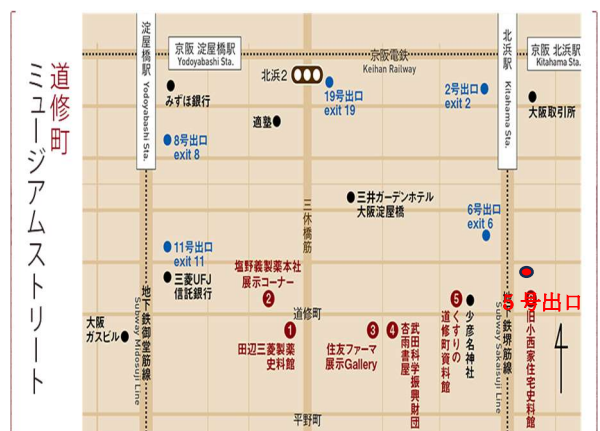 道修町
ミュージアムストリート
淀屋橋駅 Yodoyabashi Sta.
京阪 淀屋橋駅
Yodoyabashi Sta.
北浜2
京阪電鉄
Keihan Railway
北浜駅 Kitahama Sta.
京阪 北浜駅
Kitahama Sta.
みずほ銀行
19号出口
exit 19
2号出口
exit 2
大阪取引所
適塾
8号出口
exit 8
三井ガーデンホテル
大阪淀屋橋
三休橋筋
6号出口
exit 6
11号出口
exit 11
三菱UFJ
信託銀行
塩野義製薬本社
展示コーナー
2
道修町
1
田辺三菱製薬
史料館
3
住友ファーマ
展示Gallery
4
武田科学振興財団
杏雨書屋
5
くすりの
道修町資料館
少彦名神社
5号出口
旧小西家住宅史料館
大阪
ガスビル
地下鉄御堂筋線
Subway Midosuji Line
地下鉄堺筋線
Subway Sakaisuji Line
平野町